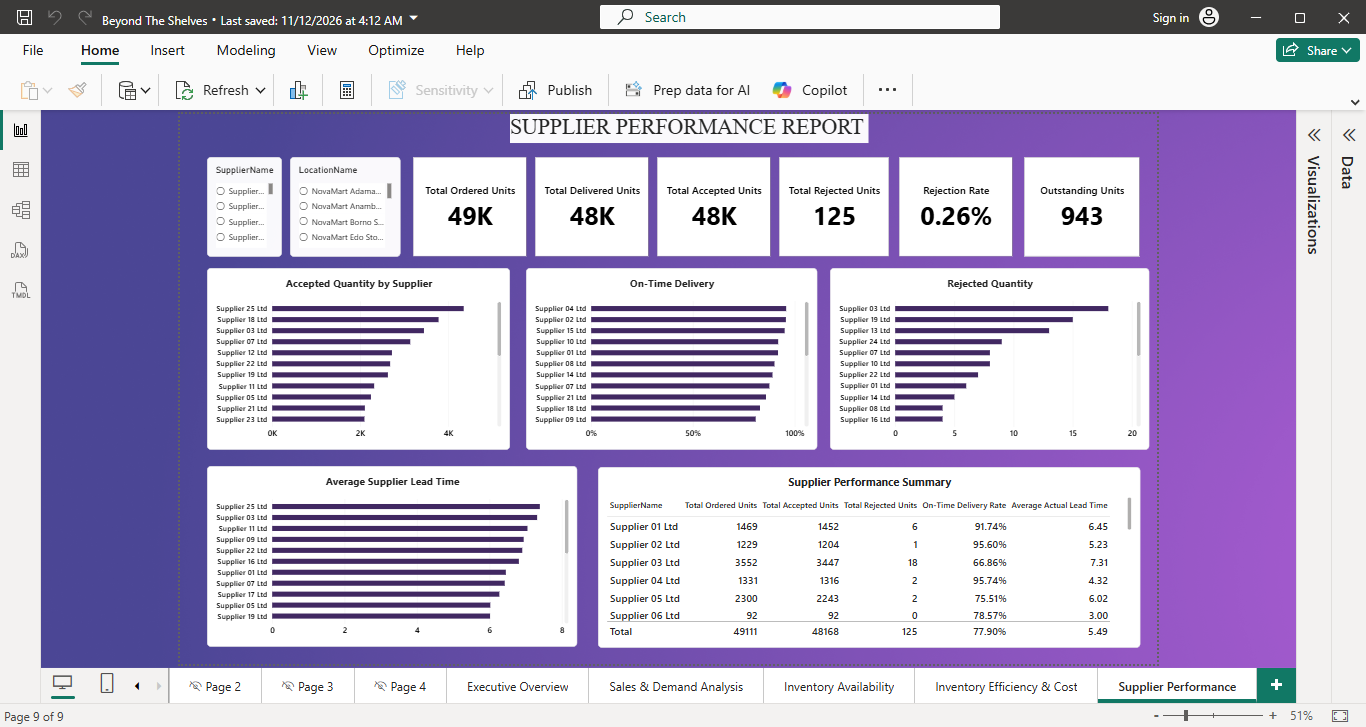 Beyond The Shelves • Last saved: 11/12/2026 at 4:12 AM
Search
Sign in
File Home Insert Modeling View Optimize Help
Share
Refresh
Sensitivity
Publish
Prep data for AI
Copilot
DAX
TMDL
SUPPLIER PERFORMANCE REPORT
SupplierName
Supplier...
Supplier...
Supplier...
Supplier...
LocationName
NovaMart Adama...
NovaMart Anamb...
NovaMart Borno S...
NovaMart Edo Sto...
Total Ordered Units
49K
Total Delivered Units
48K
Total Accepted Units
48K
Total Rejected Units
125
Rejection Rate
0.26%
Outstanding Units
943
Accepted Quantity by Supplier
Supplier 25 Ltd
Supplier 18 Ltd
Supplier 03 Ltd
Supplier 07 Ltd
Supplier 12 Ltd
Supplier 22 Ltd
Supplier 19 Ltd
Supplier 11 Ltd
Supplier 05 Ltd
Supplier 21 Ltd
Supplier 23 Ltd
0K 2K 4K
On-Time Delivery
Supplier 04 Ltd
Supplier 02 Ltd
Supplier 15 Ltd
Supplier 10 Ltd
Supplier 01 Ltd
Supplier 08 Ltd
Supplier 14 Ltd
Supplier 07 Ltd
Supplier 21 Ltd
Supplier 18 Ltd
Supplier 09 Ltd
0% 50% 100%
Rejected Quantity
Supplier 03 Ltd
Supplier 19 Ltd
Supplier 13 Ltd
Supplier 24 Ltd
Supplier 07 Ltd
Supplier 10 Ltd
Supplier 22 Ltd
Supplier 01 Ltd
Supplier 14 Ltd
Supplier 08 Ltd
Supplier 16 Ltd
0 5 10 15 20
Average Supplier Lead Time
Supplier 25 Ltd
Supplier 03 Ltd
Supplier 11 Ltd
Supplier 09 Ltd
Supplier 22 Ltd
Supplier 16 Ltd
Supplier 01 Ltd
Supplier 07 Ltd
Supplier 17 Ltd
Supplier 05 Ltd
Supplier 19 Ltd
0 2 4 6 8
Supplier Performance Summary
SupplierName Total Ordered Units Total Accepted Units Total Rejected Units On-Time Delivery Rate Average Actual Lead Time
Supplier 01 Ltd 1469 1452 6 91.74% 6.45
Supplier 02 Ltd 1229 1204 1 95.60% 5.23
Supplier 03 Ltd 3552 3447 18 66.86% 7.31
Supplier 04 Ltd 1331 1316 2 95.74% 4.32
Supplier 05 Ltd 2300 2243 2 75.51% 6.02
Supplier 06 Ltd 92 92 0 78.57% 3.00
Total 49111 48168 125 77.90% 5.49
Visualizations
Data
Page 2
Page 3
Page 4
Executive Overview
Sales & Demand Analysis
Inventory Availability
Inventory Efficiency & Cost
Supplier Performance
Page 9 of 9
51%